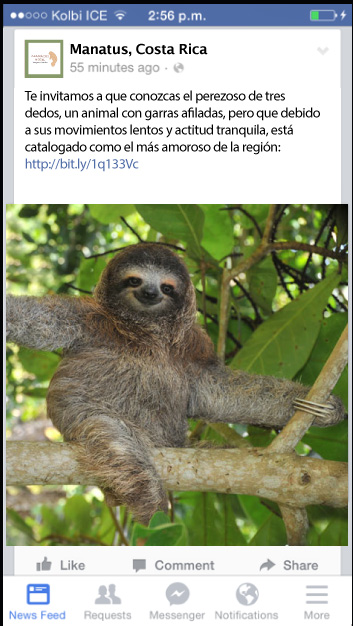 Kolbi ICE 2:56 p.m.
Manatus, Costa Rica
55 minutes ago
Te invitamos a que conozcas el perezoso de tres
dedos, un animal con garras afiladas, pero que debido
a sus movimientos lentos y actitud tranquila, está
catalogado como el más amoroso de la región:
http://bit.ly/1q133Vc
Like Comment Share
News Feed Requests Messenger Notifications More